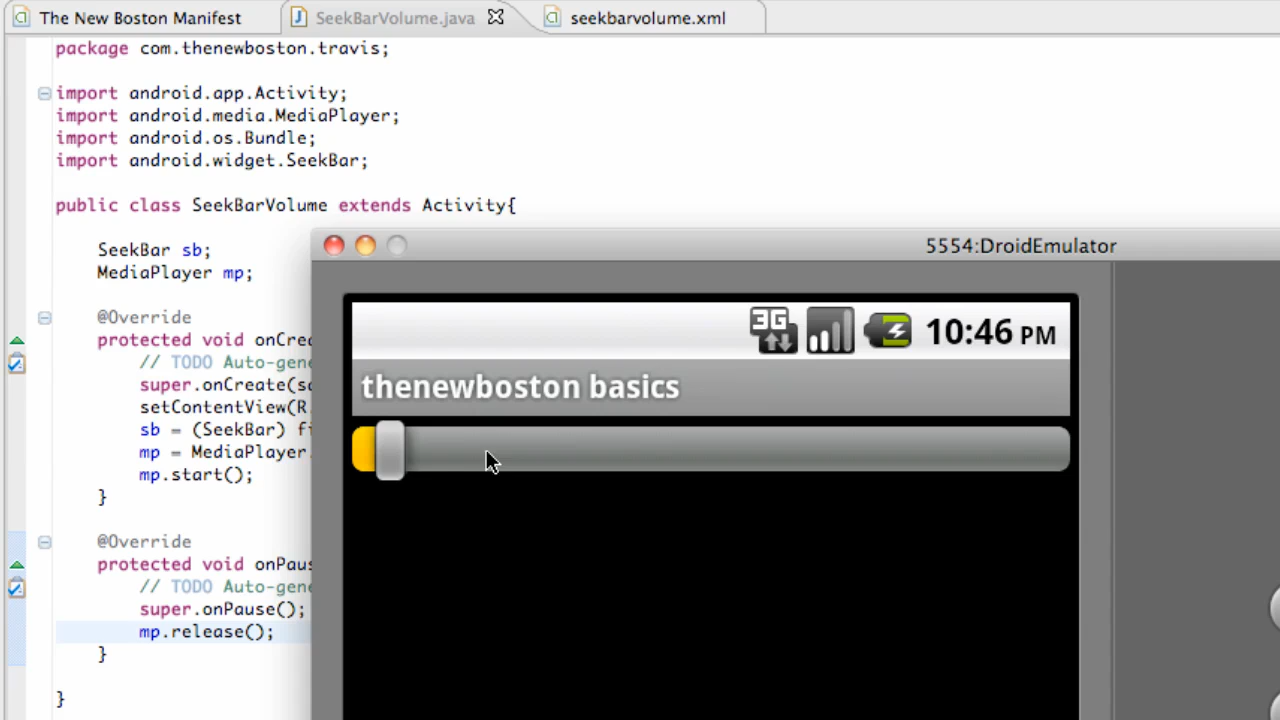 The New Boston Manifest
SeekBarVolume.java
seekbarvolume.xml
package com.thenewboston.travis;
import android.app.Activity;
import android.media.MediaPlayer;
import android.os.Bundle;
import android.widget.SeekBar;
public class SeekBarVolume extends Activity{
SeekBar sb;
MediaPlayer mp;
5554:DroidEmulator
@Override
protected void onCrea
3G
10:46 PM
// TODO Auto-gene
super.onCreate(sa
thenewboston basics
setContentView(R.
sb = (SeekBar) fi
mp = MediaPlayer.
mp.start();
}
@Override
protected void onPaus
// TODO Auto-gene
super.onPause();
mp.release();
}
}